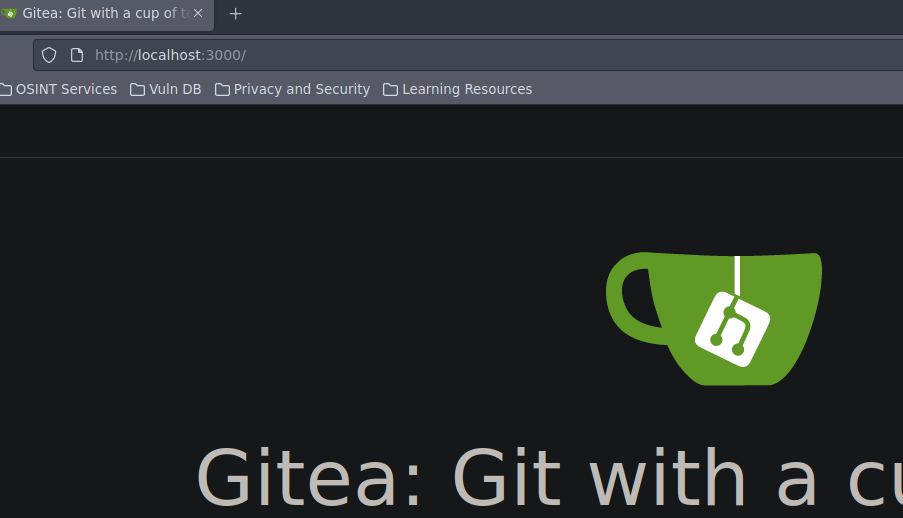 Gitea: Git with a cup of t
http://localhost:3000/
OSINT Services Vuln DB Privacy and Security Learning Resources
Gitea: Git with a cu